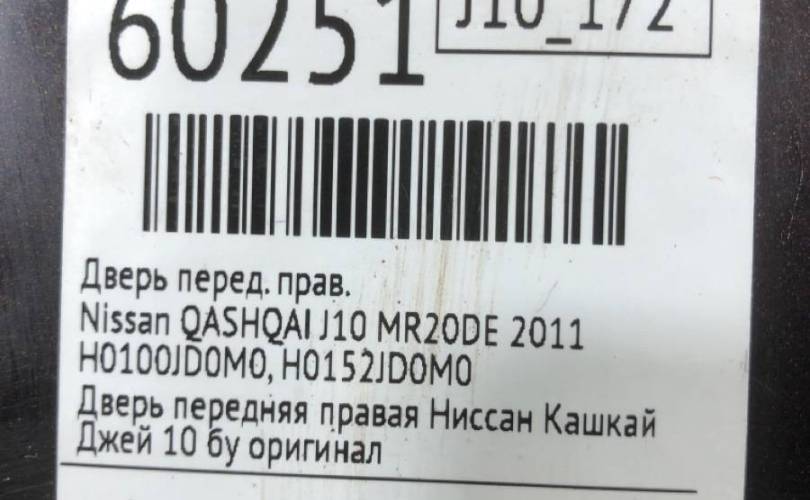 60251
J10_172
Дверь перед. прав.
Nissan QASHQAI J10 MR20DE 2011
H0100JD0M0, H0152JD0M0
Дверь передняя правая Ниссан Кашкай
Джей 10 бу оригинал